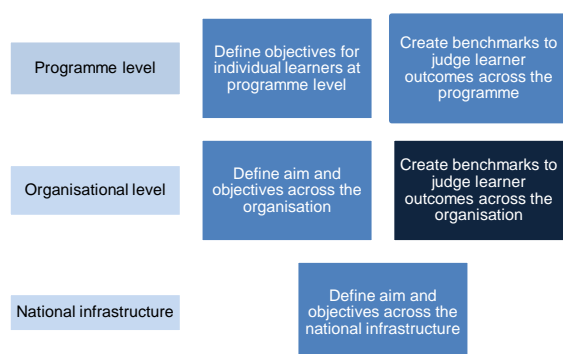 Programme level
Define objectives for
individual learners at
programme level
Create benchmarks to
judge learner
outcomes across the
programme
Organisational level
Define aim and
objectives across the
organisation
Create benchmarks to
judge learner
outcomes across the
organisation
National infrastructure
Define aim and
objectives across the
national infrastructure